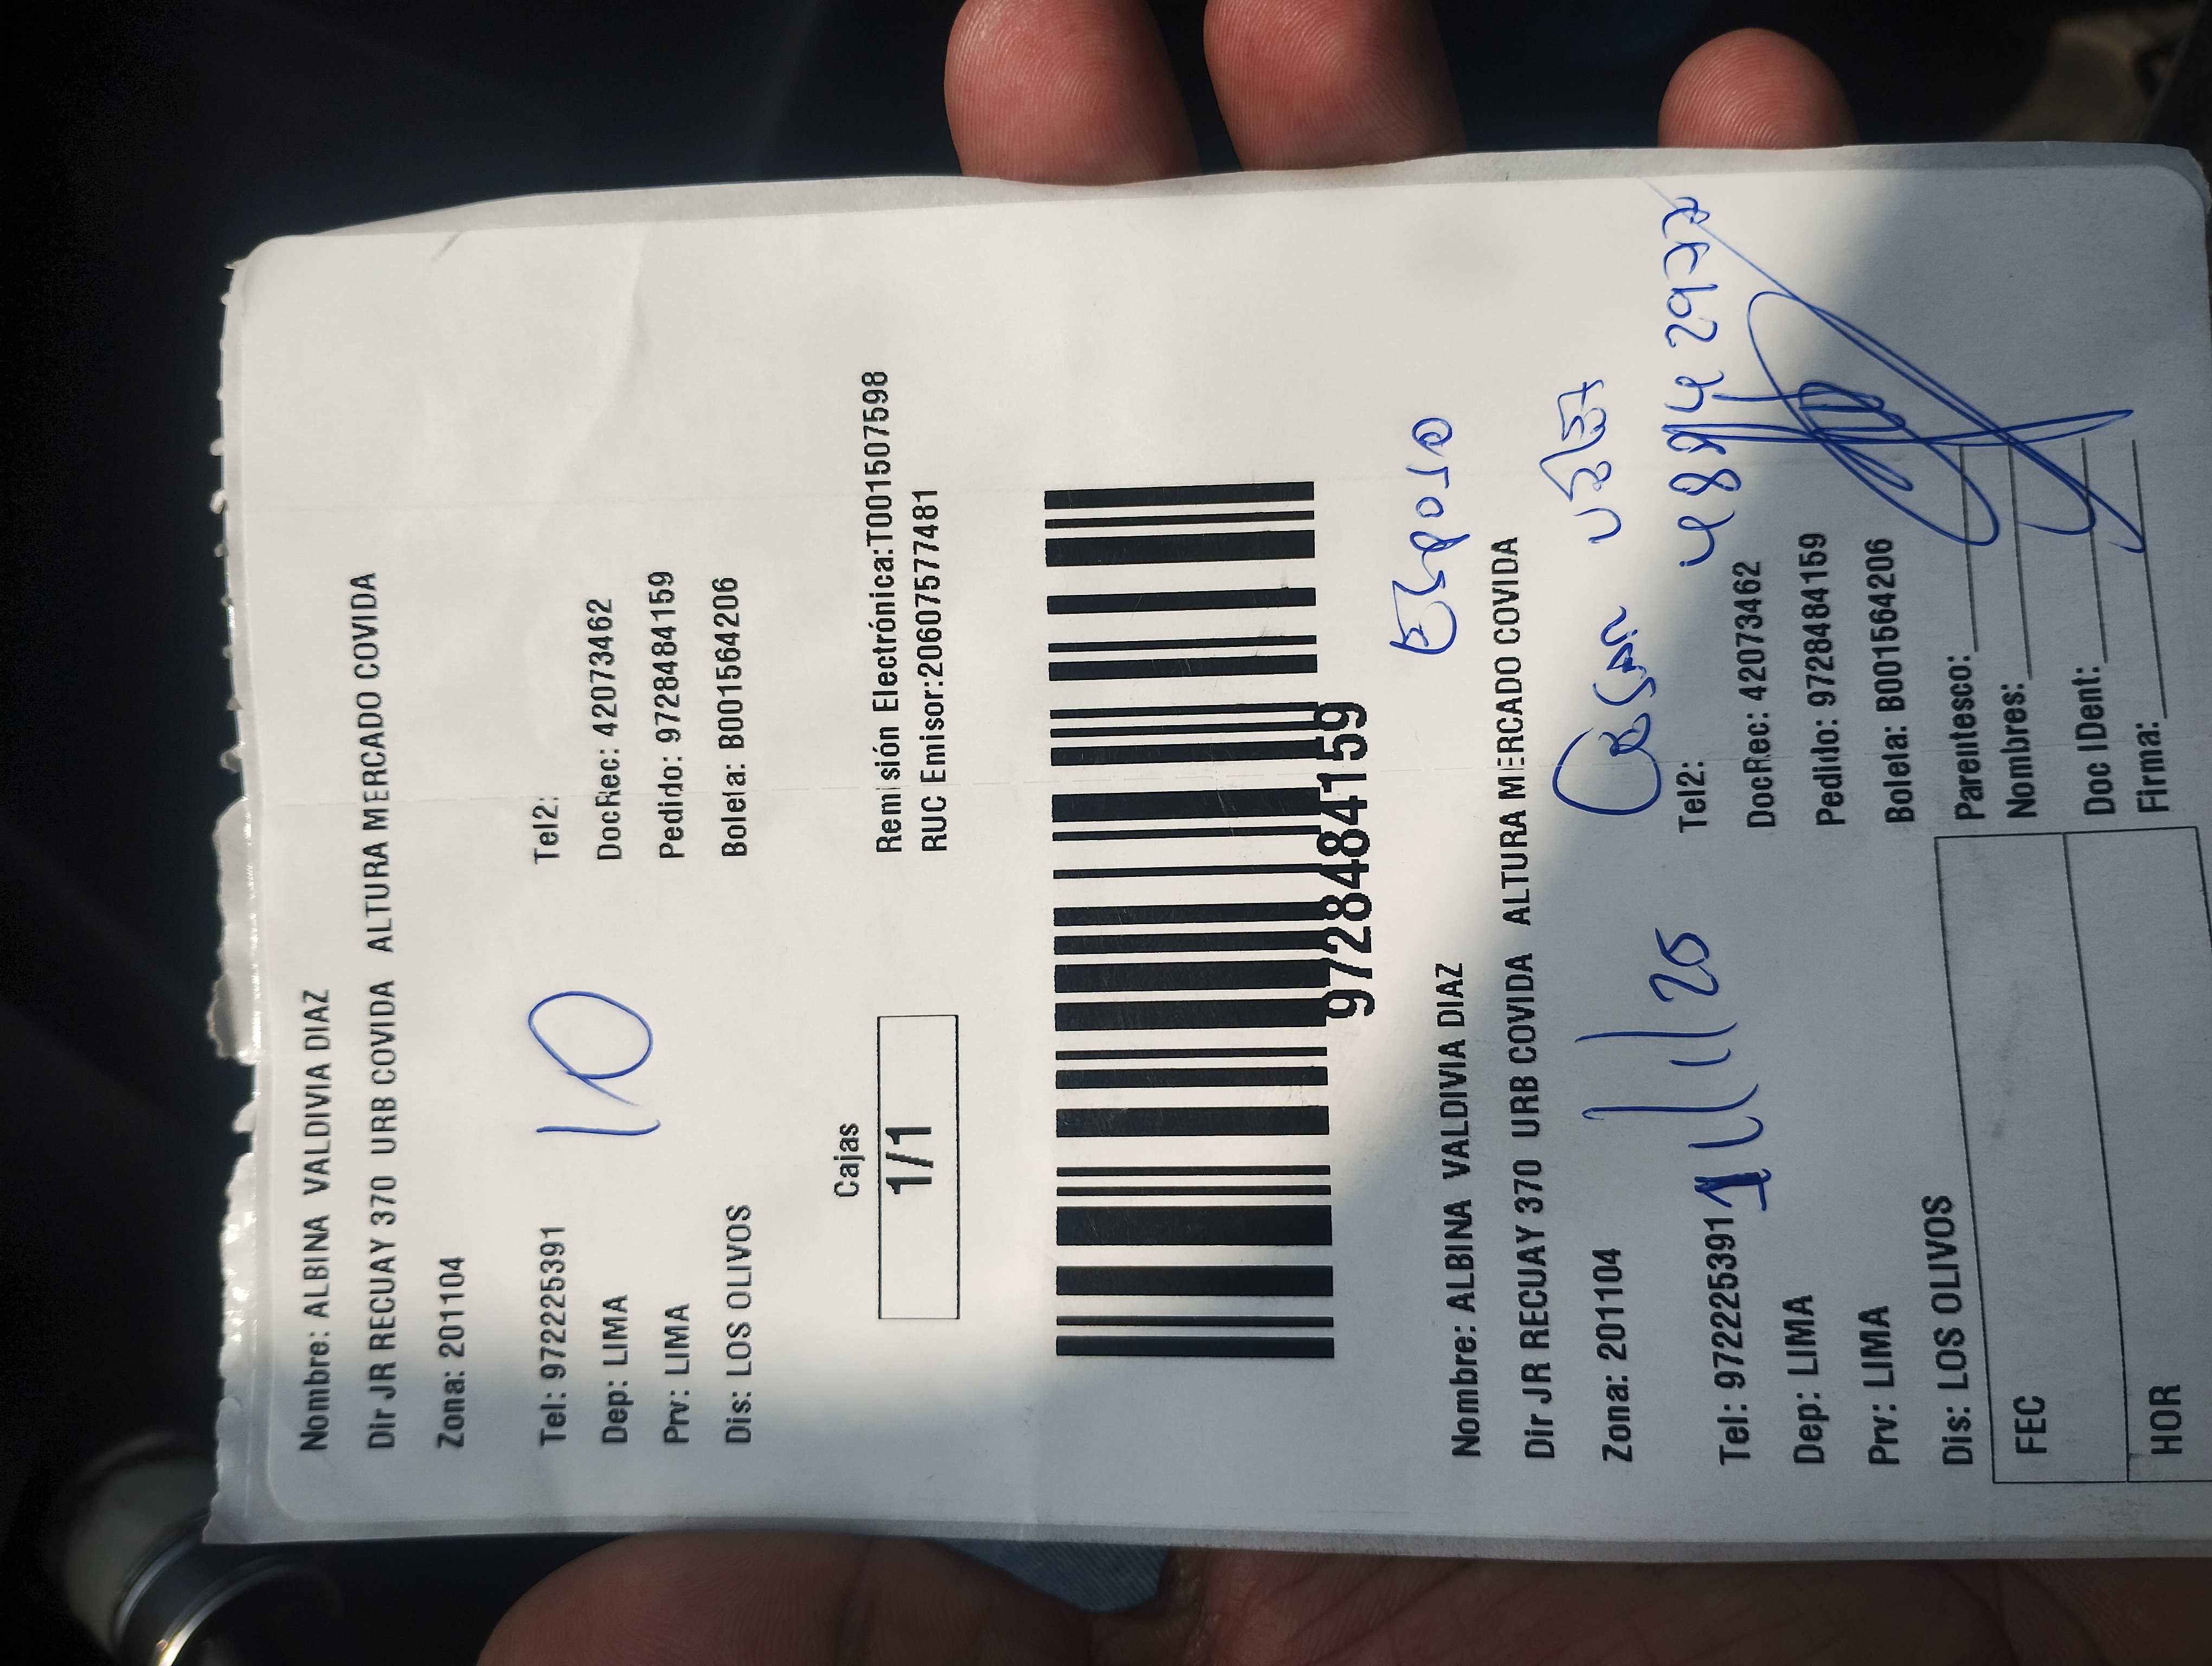 Nombre: ALBINA VALDIVIA DIAZ
Dir JR RECUAY 370 URB COVIDA ALTURA MERCADO COVIDA
Zona: 201104
Tel: 972225391
Tel2:
Dep: LIMA
DocRec: 42073462
Prv: LIMA
Pedido: 9728484159
Dis: LOS OLIVOS
Boleta: B001564206
10
Cajas
1/1
Remisión Electrónica:T001507598
RUC Emisor:20607577481
9728484159
Esposo
Nombre: ALBINA VALDIVIA DIAZ
Dir JR RECUAY 370 URB COVIDA ALTURA MERCADO COVIDA
Cesar
Zona: 201104
Tel: 972225391
Tel2:
Dep: LIMA
DocRec: 42073462
Prv: LIMA
Pedido: 9728484159
Dis: LOS OLIVOS
Boleta: B001564206
FEC
Parentesco:
Nombres:
HOR
Doc IDent:
Firma: